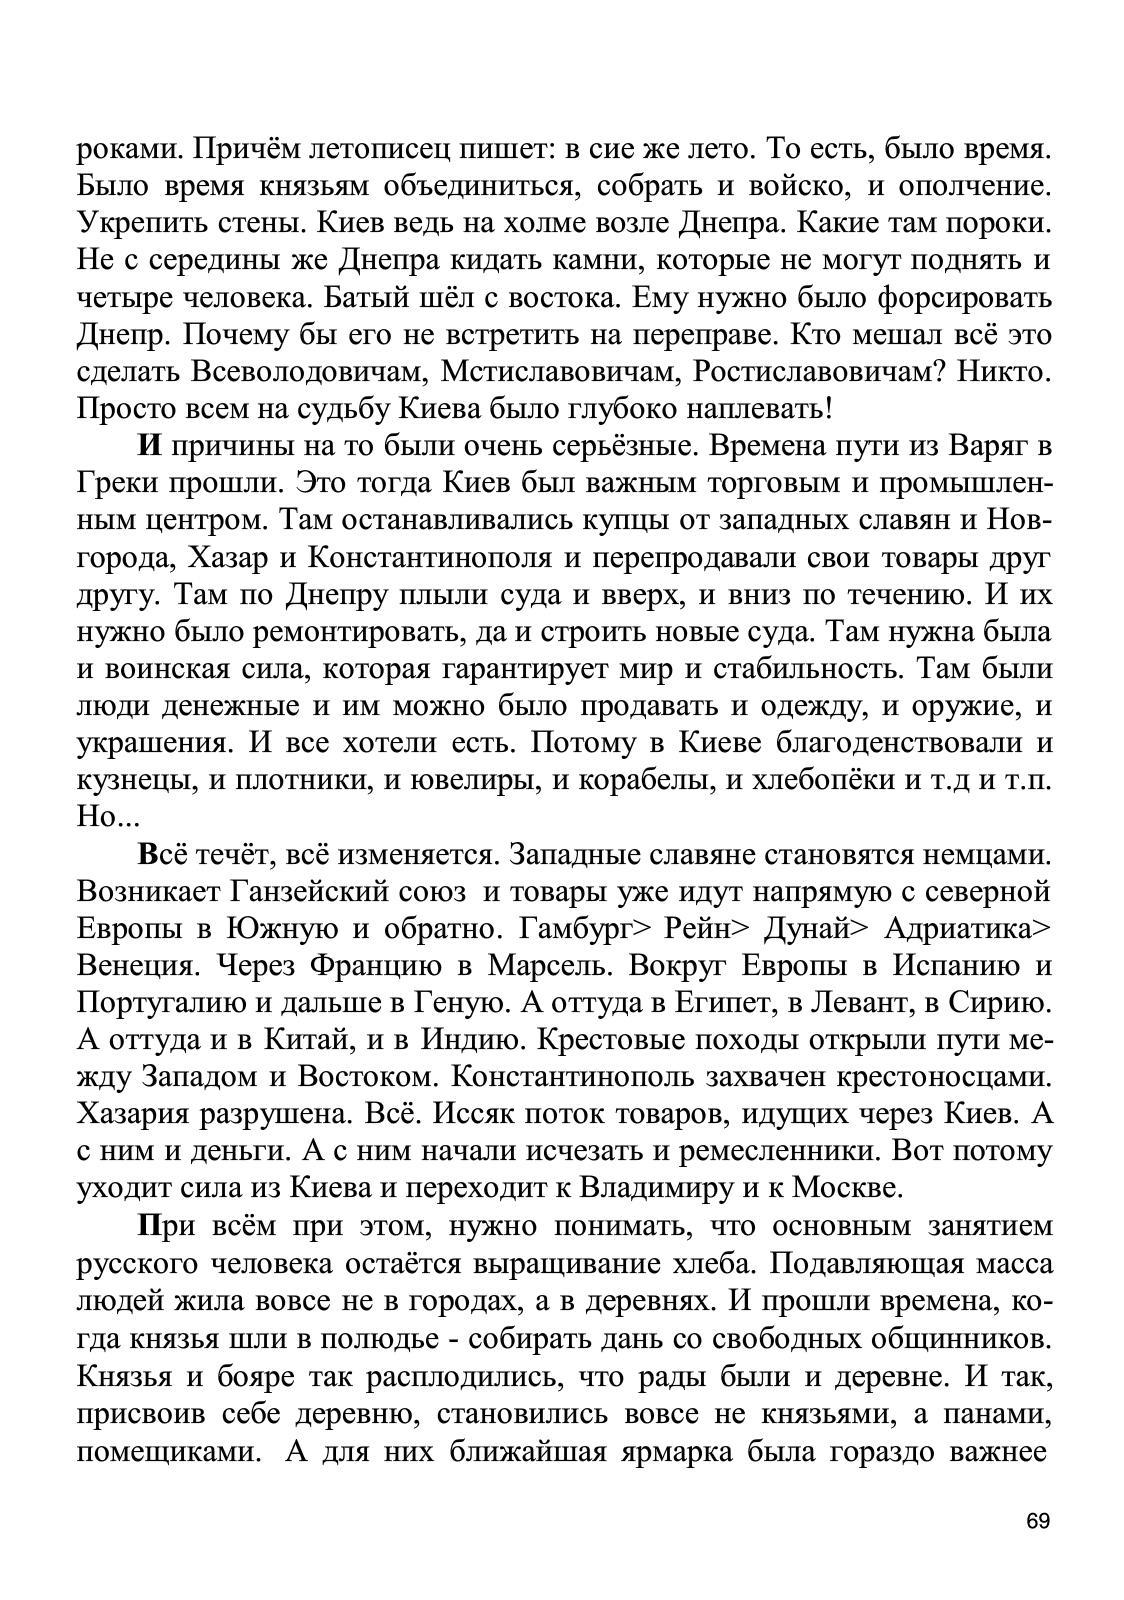 роками. Причём летописец пишет: в сие же лето. То есть, было время.
Было время князьям объединиться, собрать и войско, и ополчение.
Укрепить стены. Киев ведь на холме возле Днепра. Какие там пороки.
Не с середины же Днепра кидать камни, которые не могут поднять и
четыре человека. Батый шёл с востока. Ему нужно было форсировать
Днепр. Почему бы его не встретить на переправе. Кто мешал всё это
сделать Всеволодовичам, Мстиславовичам, Ростиславовичам? Никто.
Просто всем на судьбу Киева было глубоко наплевать!
И причины на то были очень серьёзные. Времена пути из Варяг в
Греки прошли. Это тогда Киев был важным торговым и промышлен-
ным центром. Там останавливались купцы от западных славян и Нов-
города, Хазар и Константинополя и перепродавали свои товары друг
другу. Там по Днепру плыли суда и вверх, и вниз по течению. И их
нужно было ремонтировать, да и строить новые суда. Там нужна была
и воинская сила, которая гарантирует мир и стабильность. Там были
люди денежные и им можно было продавать и одежду, и оружие, и
украшения. И все хотели есть. Потому в Киеве благоденствовали и
кузнецы, и плотники, и ювелиры, и корабелы, и хлебопёки и т.д и т.п.
Но...
Всё течёт, всё изменяется. Западные славяне становятся немцами.
Возникает Ганзейский союз и товары уже идут напрямую с северной
Европы в Южную и обратно. Гамбург> Рейн> Дунай> Адриатика>
Венеция. Через Францию в Марсель. Вокруг Европы в Испанию и
Португалию и дальше в Геную. А оттуда в Египет, в Левант, в Сирию.
А оттуда и в Китай, и в Индию. Крестовые походы открыли пути ме-
жду Западом и Востоком. Константинополь захвачен крестоносцами.
Хазария разрушена. Всё. Иссяк поток товаров, идущих через Киев. А
с ним и деньги. А с ним начали исчезать и ремесленники. Вот потому
уходит сила из Киева и переходит к Владимиру и к Москве.
При всём при этом, нужно понимать, что основным занятием
русского человека остаётся выращивание хлеба. Подавляющая масса
людей жила вовсе не в городах, а в деревнях. И прошли времена, ко-
гда князья шли в полюдье - собирать дань со свободных общинников.
Князья и бояре так расплодились, что рады были и деревне. И так,
присвоив себе деревню, становились вовсе не князьями, а панами,
помещиками. А для них ближайшая ярмарка была гораздо важнее
69